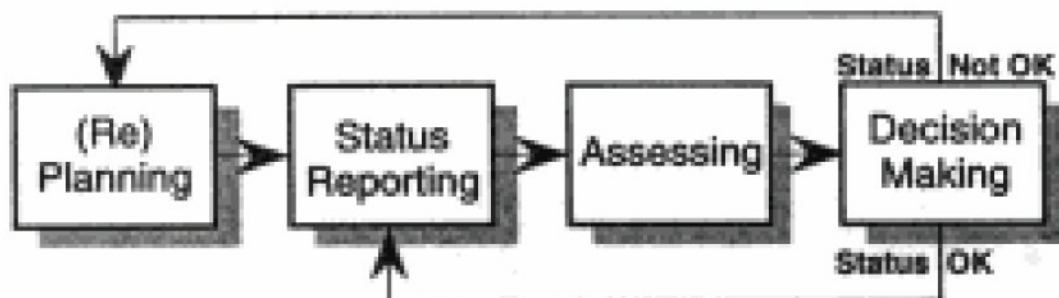 Status Not OK
(Re)
Planning
Status
Reporting
Assessing
Decision
Making
Status OK